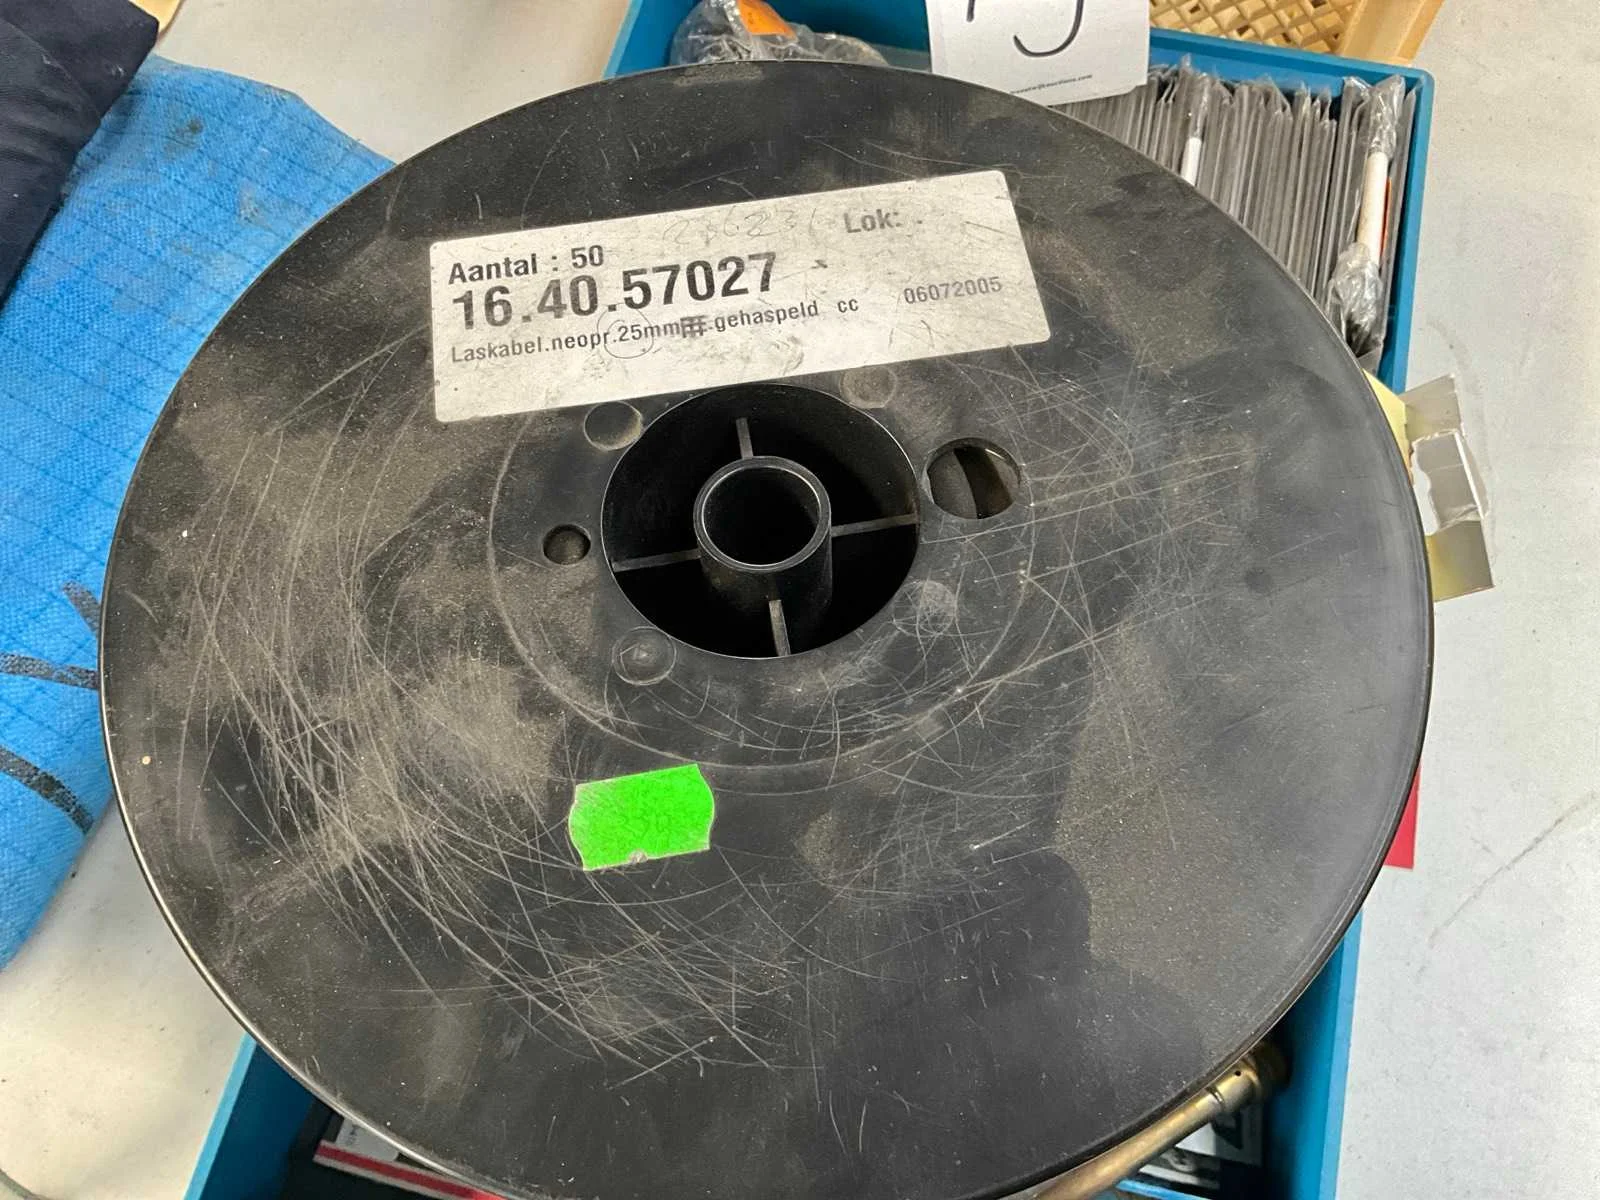 Lok: .
Aantal : 50
16.40.57027
06072005
Laskabel.neopr.25mm gehaspeld cc